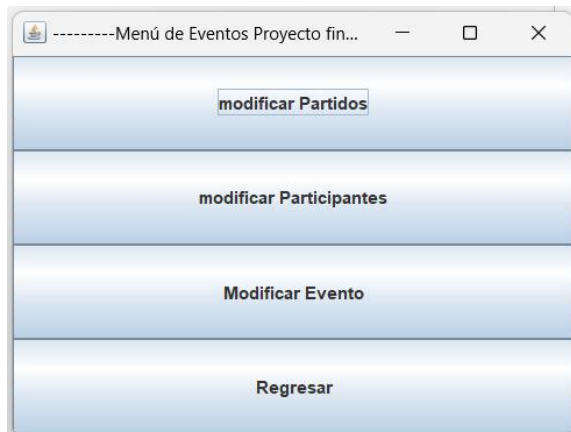 ---------Menú de Eventos Proyecto fin...
modificar Partidos
modificar Participantes
Modificar Evento
Regresar